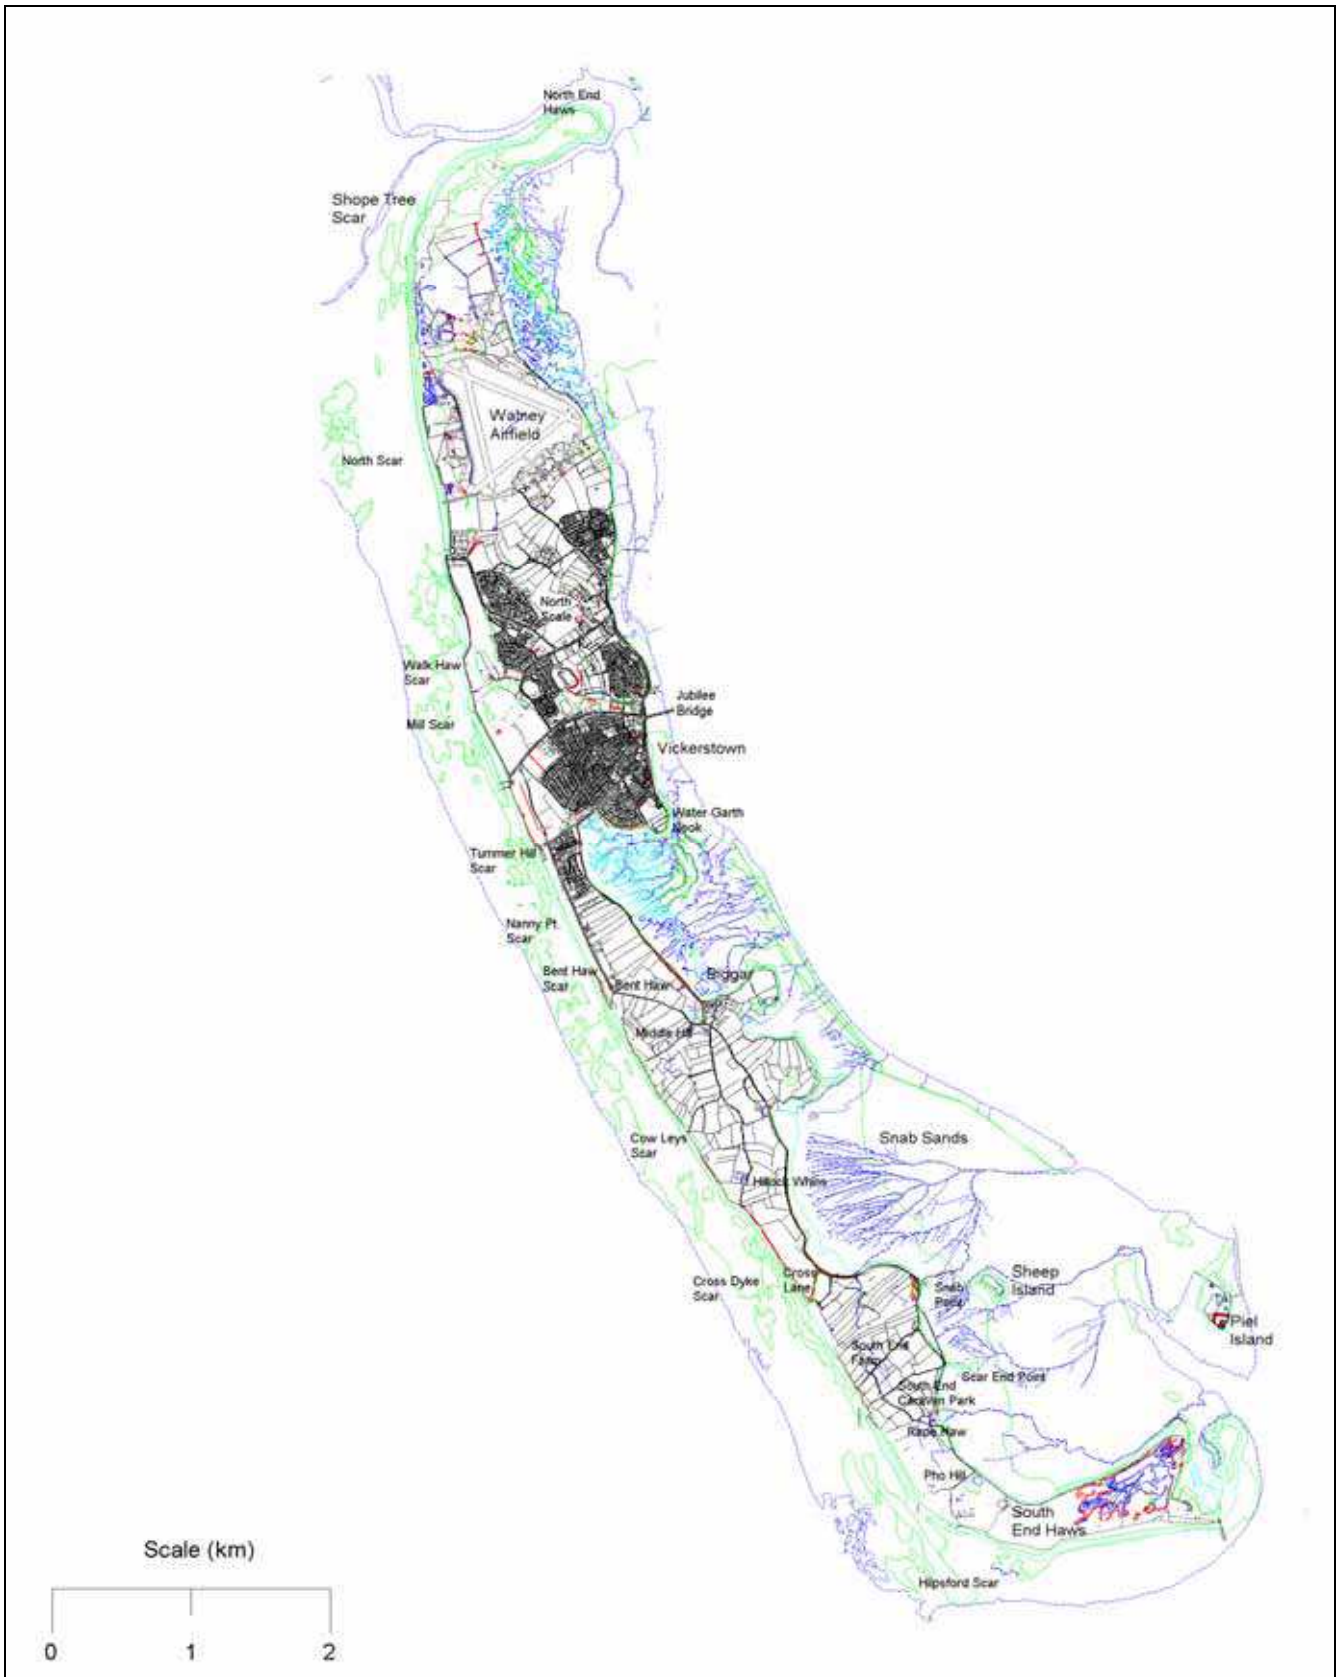 North End
Haws
Shope Tree
Scar
Walney
Airfield
North Scar
North
Scale
Walk Haw
Scar
Jubilee
Bridge
Mill Scar
Vickerstown
Water Garth
Nook
Tummer Hill
Scar
Nanny Pt.
Scar
Bent Haw
Scar
Biggar
Bent Haw
Middle Hill
Cow Leys
Scar
Snab Sands
Hillock Whins
Cross Dyke
Scar
Cross
Lane
Snab
Point
Sheep
Island
Piel
Island
South End
Farm
Scar End Point
South End
Caravan Park
Rape Haw
Pho Hill
South
End Haws
Hilpsford Scar
Scale (km)
0 1 2